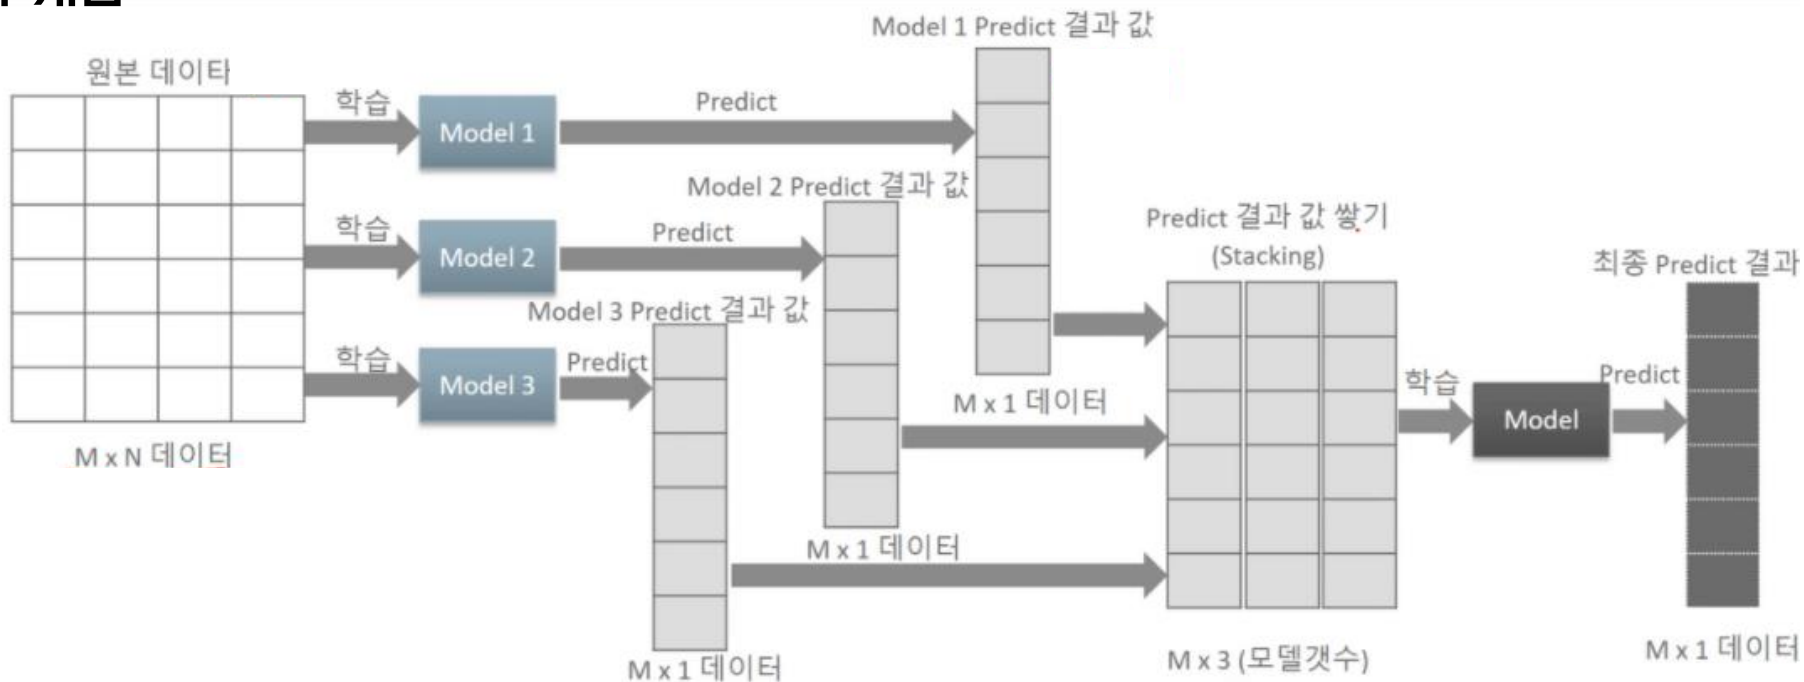 Model 1 Predict 결과 값
원본 데이타
학습
Model 1
Predict
Model 2 Predict 결과 값
학습
Model 2
Predict
Model 3 Predict 결과 값
학습
Model 3
Predict
M x N 데이터
M x 1 데이터
M x 1 데이터
M x 1 데이터
Predict 결과 값 쌓기
(Stacking)
M x 3 (모델갯수)
학습
Model
Predict
최종 Predict 결과
M x 1 데이터